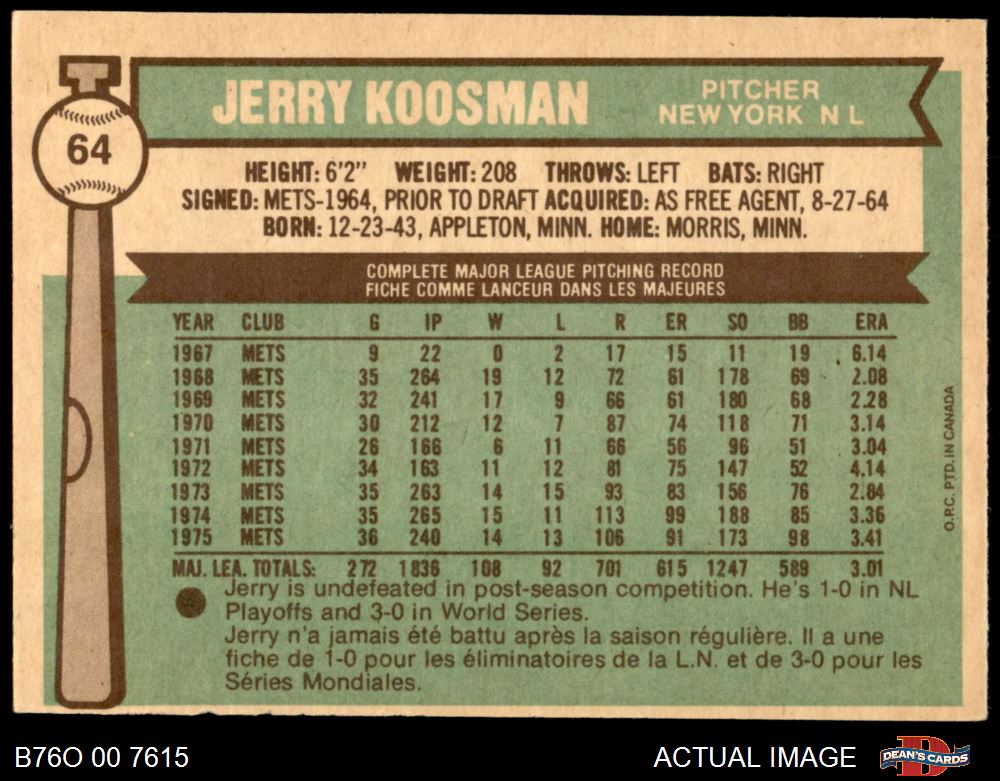 JERRY KOOSMAN
PITCHER
NEW YORK N L
64
HEIGHT: 6'2" WEIGHT: 208 THROWS: LEFT BATS: RIGHT
SIGNED: METS-1964, PRIOR TO DRAFT ACQUIRED: AS FREE AGENT, 8-27-64
BORN: 12-23-43, APPLETON, MINN. HOME: MORRIS, MINN.
COMPLETE MAJOR LEAGUE PITCHING RECORD
FICHE COMME LANCEUR DANS LES MAJEURES
YEAR CLUB G IP W L R ER SO BB ERA
1967 METS 9 22 0 2 17 15 11 19 6.14
1968 METS 35 264 19 12 72 61 178 69 2.08
1969 METS 32 241 17 9 66 61 180 68 2.28
1970 METS 30 212 12 7 87 74 118 71 3.14
1971 METS 26 166 6 11 66 56 96 51 3.04
1972 METS 34 163 11 12 81 75 147 52 4.14
1973 METS 35 263 14 15 93 83 156 76 2.84
1974 METS 35 265 15 11 113 99 188 85 3.36
1975 METS 36 240 14 13 106 91 173 98 3.41
MAJ. LEA. TOTALS: 272 1836 108 92 701 615 1247 589 3.01
Jerry is undefeated in post-season competition. He's 1-0 in NL
Playoffs and 3-0 in World Series.
Jerry n'a jamais été battu après la saison régulière. Il a une
fiche de 1-0 pour les éliminatoires de la L.N. et de 3-0 pour les
Séries Mondiales.
O.P.C. PTD. IN CANADA
B76O 00 7615
ACTUAL IMAGE
DEAN'S CARDS